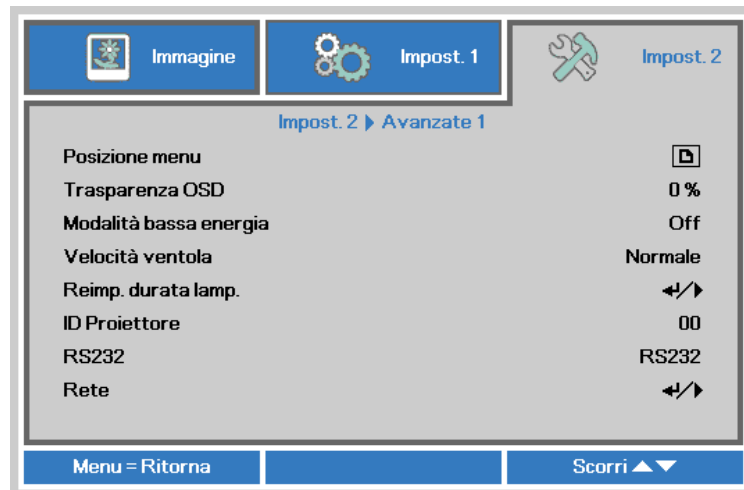 Immagine Impost. 1 Impost. 2
Impost. 2 Avanzate 1
Posizione menu
Trasparenza OSD 0 %
Modalità bassa energia Off
Velocità ventola Normale
Reimp. durata lamp. /
ID Proiettore 00
RS232 RS232
Rete /
Menu = Ritorna Scorri